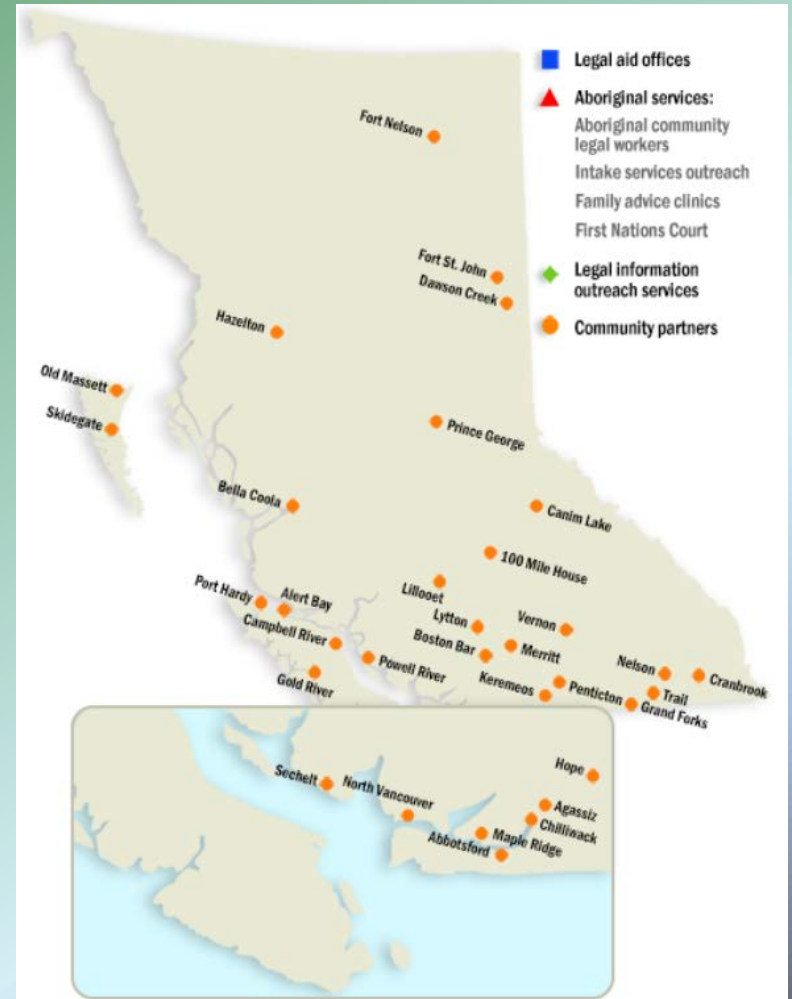 Legal aid offices
Aboriginal services:
Aboriginal community
legal workers
Intake services outreach
Family advice clinics
First Nations Court
Legal information
outreach services
Community partners
Fort Nelson
Fort St. John
Dawson Creek
Hazelton
Old Massett
Skidegate
Prince George
Bella Coola
Canim Lake
100 Mile House
Lillooet
Port Hardy
Alert Bay
Lytton
Vernon
Campbell River
Boston Bar
Merritt
Powell River
Gold River
Nelson
Cranbrook
Keremeos
Penticton
Trail
Grand Forks
Hope
Sechelt
North Vancouver
Agassiz
Chilliwack
Maple Ridge
Abbotsford